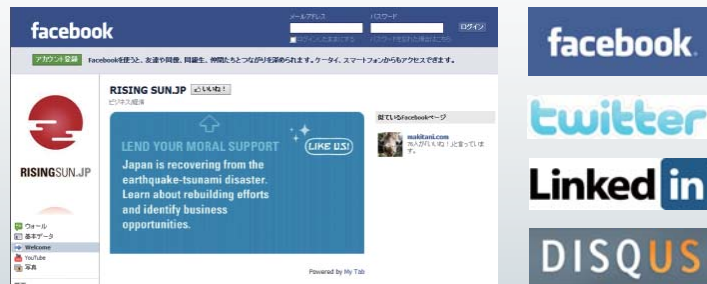 facebook
メールアドレス
パスワード
ログイン
アカウント登録
Facebookを使うと、友達や同僚、同級生、仲間たちとつながりを深められます。ケータイ、スマートフォンからもアクセスできます。
RISING SUN.JP
いいね！
ビジネス/経済
RISINGSUN.JP
LEND YOUR MORAL SUPPORT
LIKE US!
Japan is recovering from the
earthquake-tsunami disaster.
Learn about rebuilding efforts
and identify business
opportunities.
似ているFacebookページ
makitani.com
ウォール
基本データ
Welcome
YouTube
写真
Powered by My Tab
facebook
twitter
Linked in
DISQUS